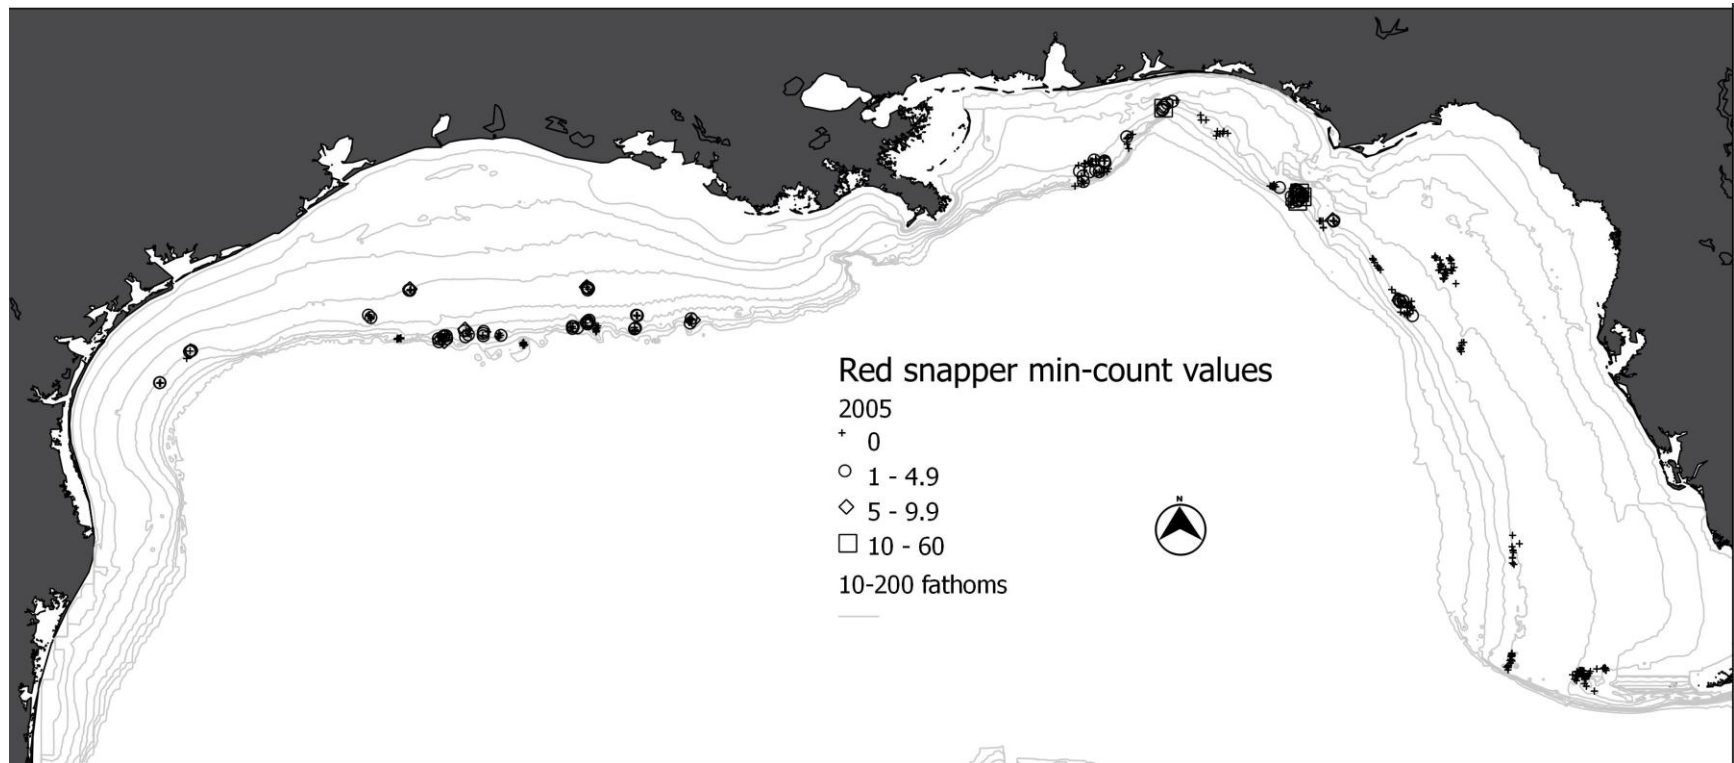 N
Red snapper min-count values
2005
0
1 - 4.9
5 - 9.9
10 - 60
10-200 fathoms